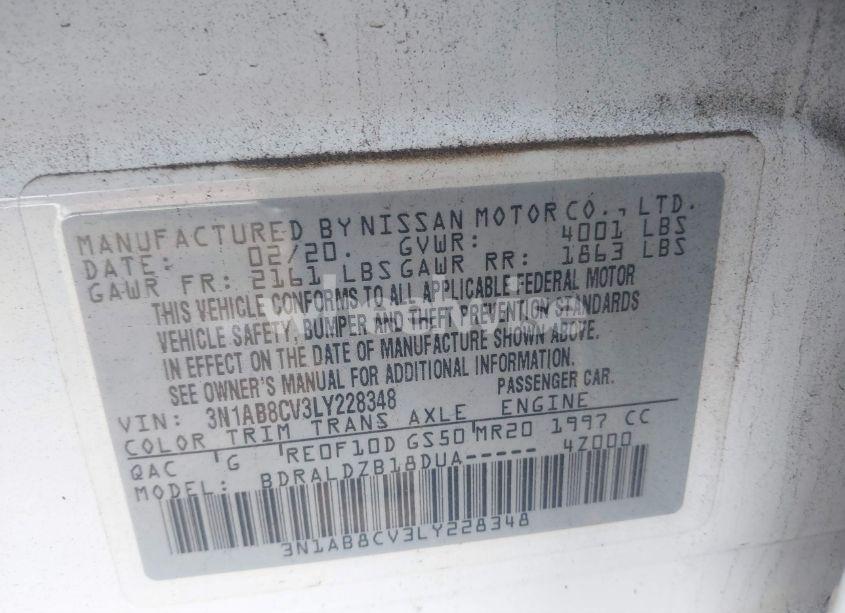 MANUFACTURED BY NISSAN MOTOR CO., LTD.
DATE: 02/20. GVWR: 4001 LBS
GAWR FR: 2161 LBS GAWR RR: 1863 LBS
THIS VEHICLE CONFORMS TO ALL APPLICABLE FEDERAL MOTOR
VEHICLE SAFETY, BUMPER AND THEFT PREVENTION STANDARDS
IN EFFECT ON THE DATE OF MANUFACTURE SHOWN ABOVE.
SEE OWNER'S MANUAL FOR ADDITIONAL INFORMATION.
VIN: 3N1AB8CV3LY228348 PASSENGER CAR.
COLOR TRIM TRANS AXLE ENGINE
QAC G RE0F10D GS50 MR20 1997 CC
MODEL: BDRALDZB18DUA----- 4Z000
3N1AB8CV3LY228348